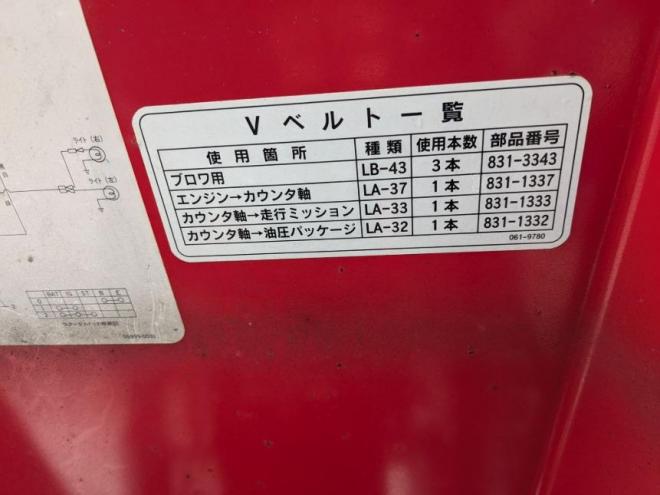 Vベルト一覧
使用箇所 種類 使用本数 部品番号
ブロワ用 LB-43 3本 831-3343
エンジン→カウンタ軸 LA-37 1本 831-1337
カウンタ軸→走行ミッション LA-33 1本 831-1333
カウンタ軸→油圧パッケージ LA-32 1本 831-1332
061-9780
ライト (右)
ライト (左)
BAT IG ST B E